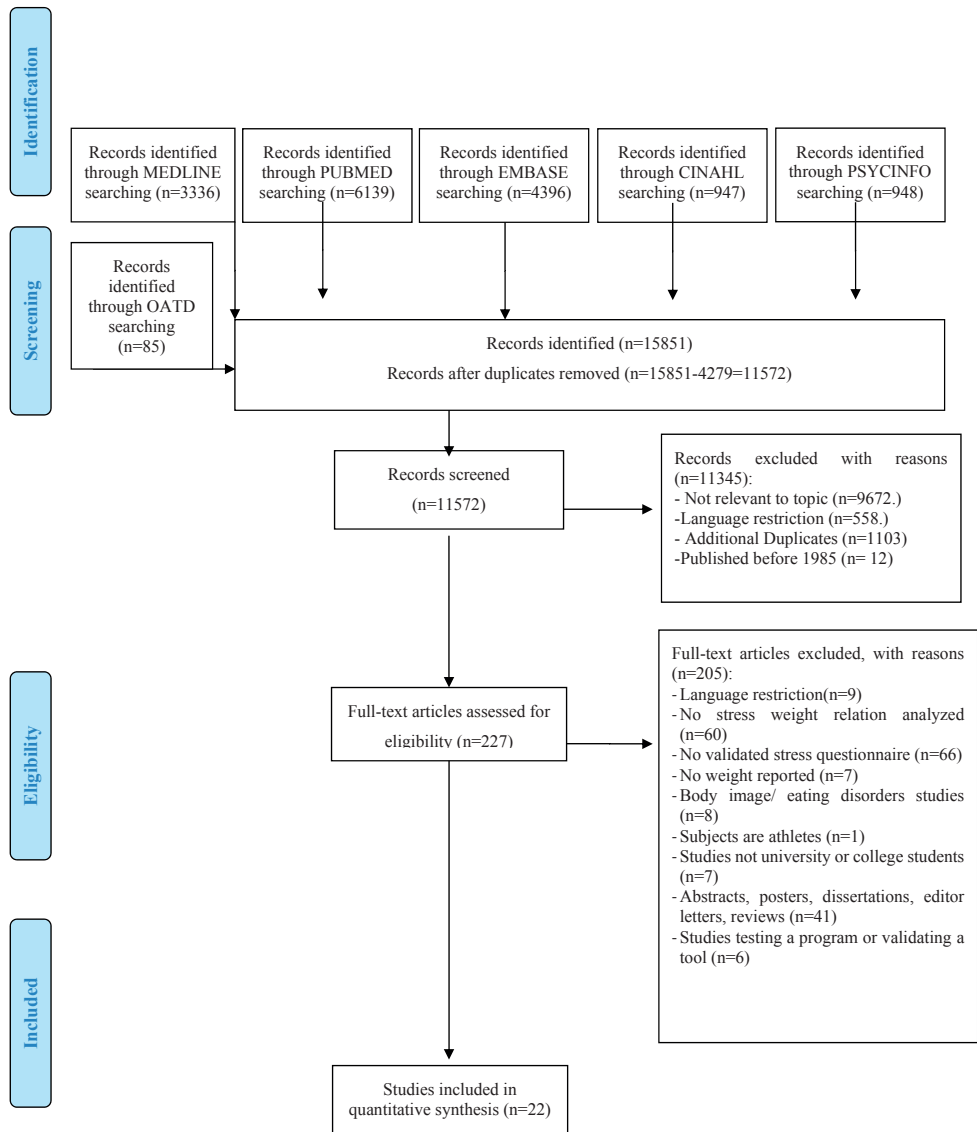 Identification
Records identified
through MEDLINE
searching (n=3336)
Records identified
through PUBMED
searching (n=6139)
Records identified
through EMBASE
searching (n=4396)
Records identified
through CINAHL
searching (n=947)
Records identified
through PSYCINFO
searching (n=948)
Screening
Records
identified
through OATD
searching
(n=85)
Records identified (n=15851)
Records after duplicates removed (n=15851-4279=11572)
Records screened
(n=11572)
Records excluded with reasons
(n=11345):
- Not relevant to topic (n=9672.)
-Language restriction (n=558.)
- Additional Duplicates (n=1103)
-Published before 1985 (n= 12)
Eligibility
Full-text articles assessed for
eligibility (n=227)
Full-text articles excluded, with reasons
(n=205):
- Language restriction(n=9)
- No stress weight relation analyzed
(n=60)
- No validated stress questionnaire (n=66)
- No weight reported (n=7)
- Body image/ eating disorders studies
(n=8)
- Subjects are athletes (n=1)
- Studies not university or college students
(n=7)
- Abstracts, posters, dissertations, editor
letters, reviews (n=41)
- Studies testing a program or validating a
tool (n=6)
Included
Studies included in
quantitative synthesis (n=22)